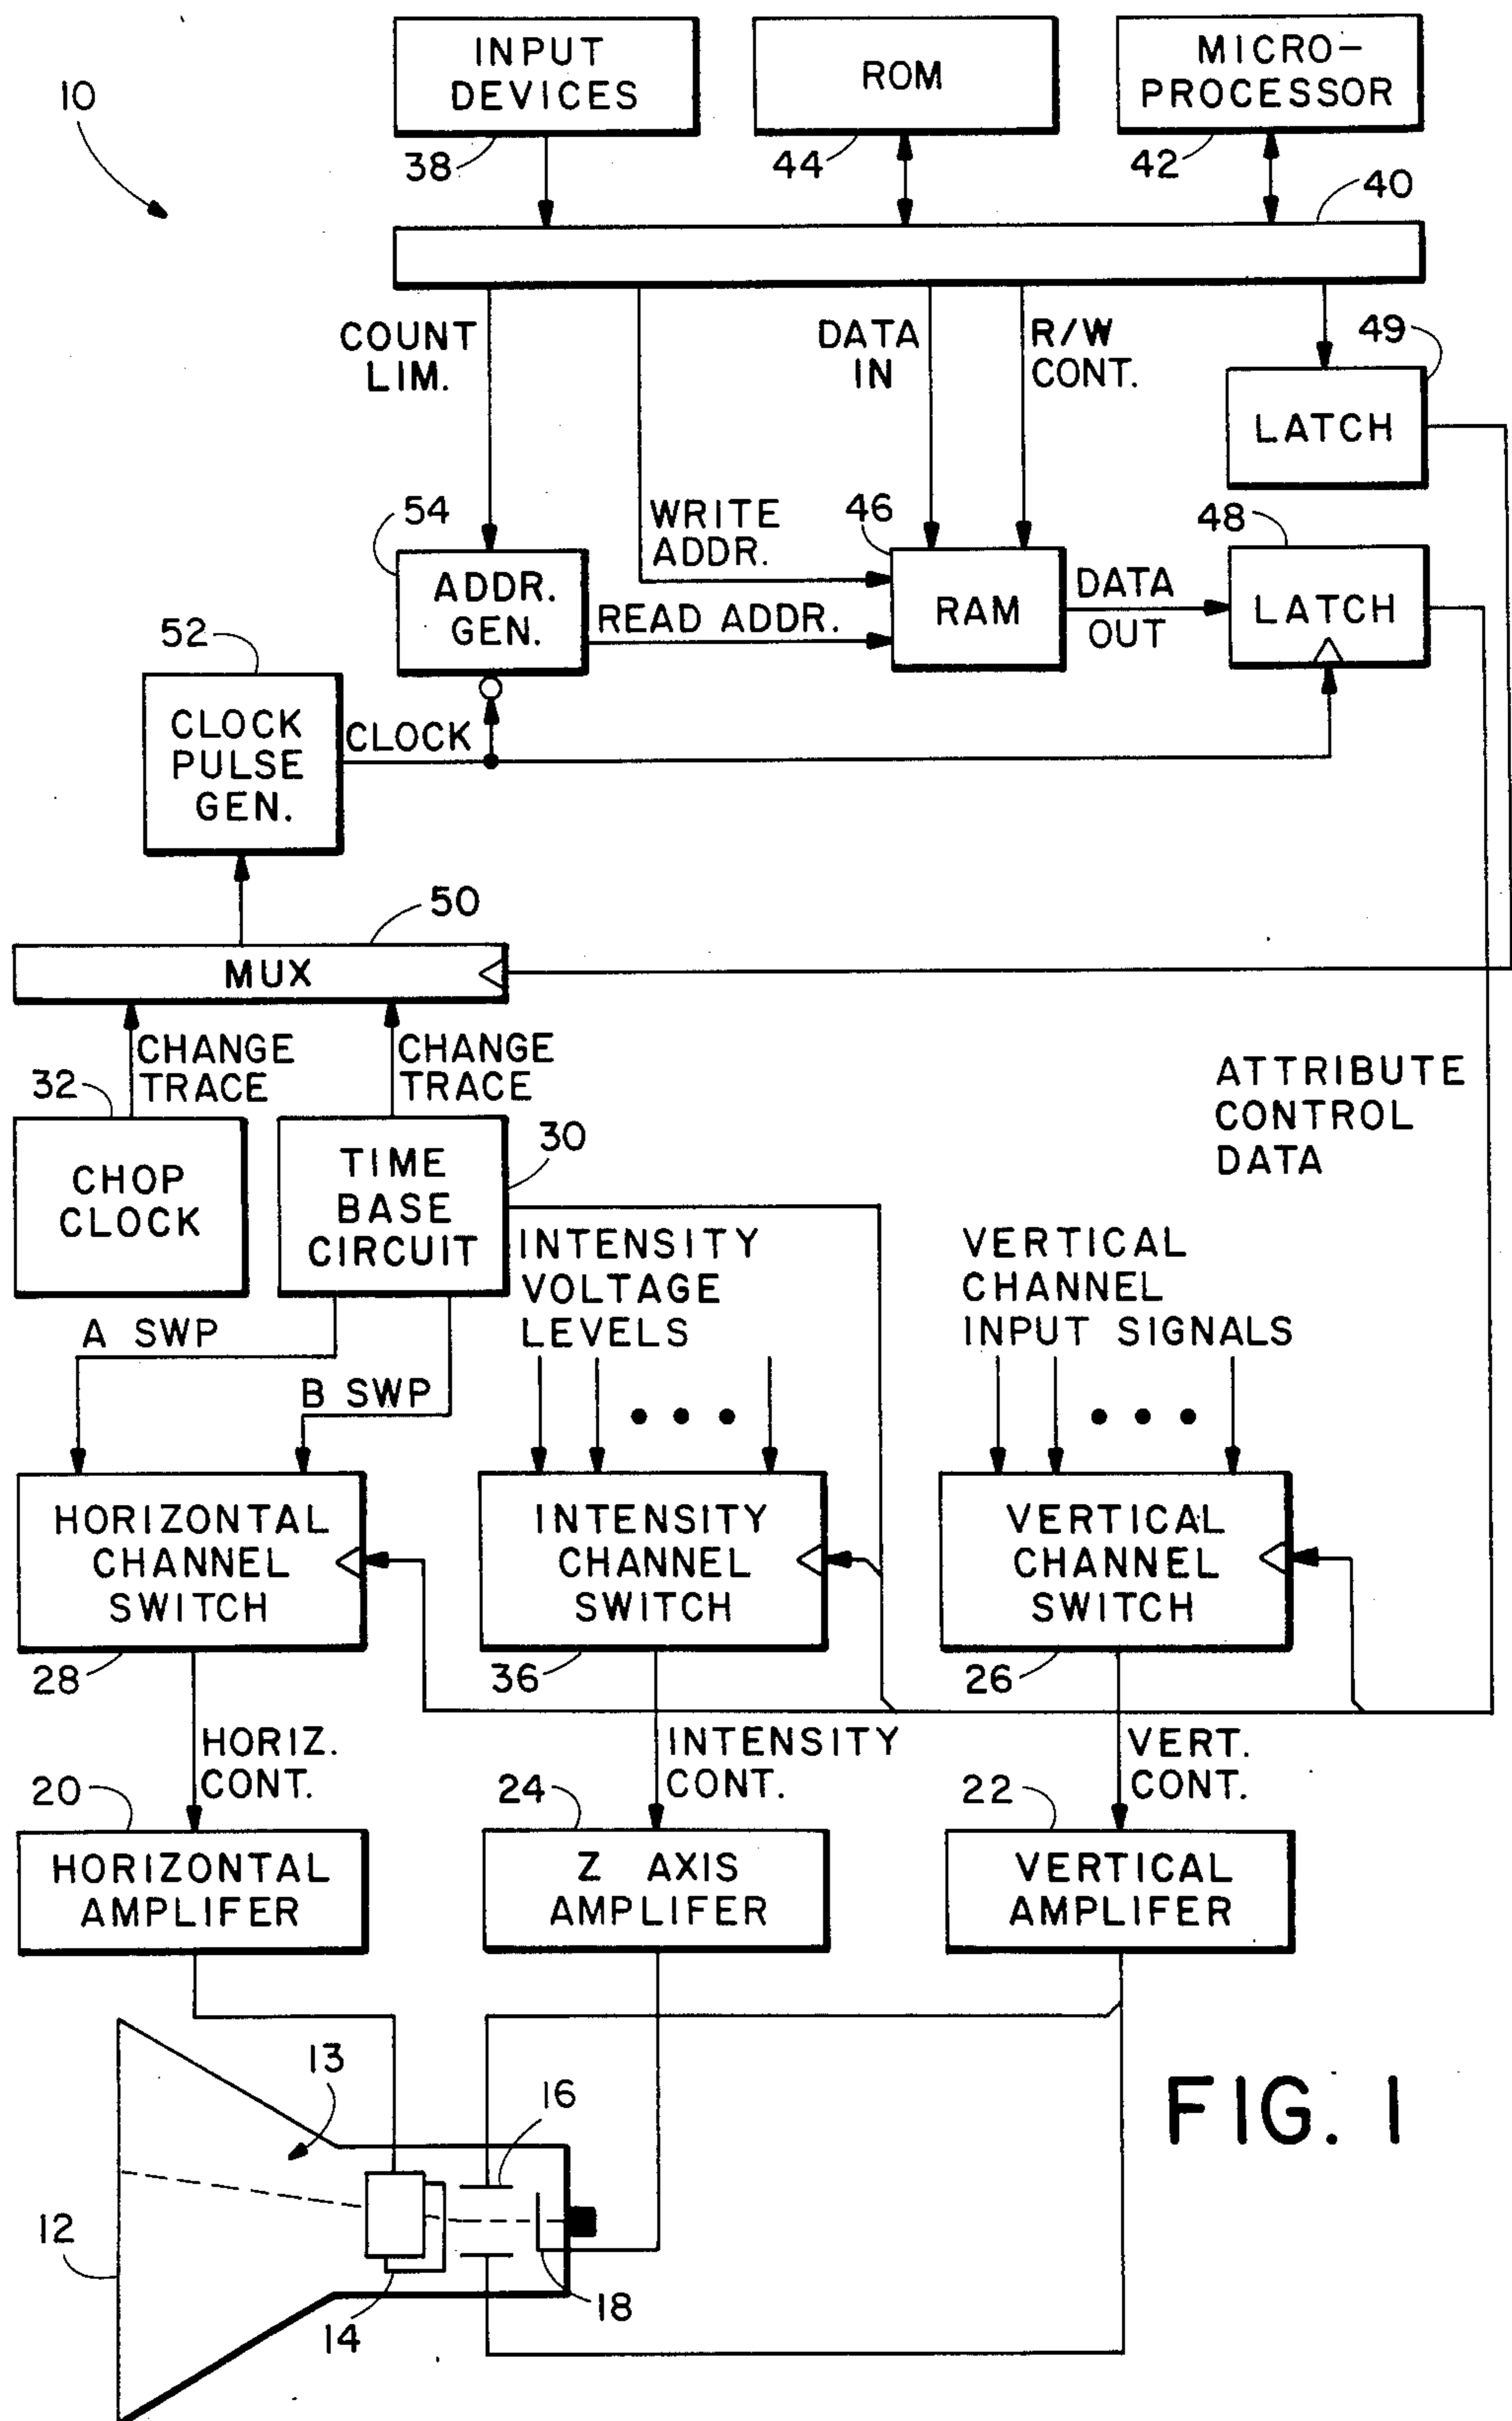 10
INPUT
DEVICES
38
ROM
44
MICRO-
PROCESSOR
42
40
COUNT
LIM.
DATA
IN
R/W
CONT.
49
LATCH
54
WRITE
ADDR.
46
48
ADDR.
GEN.
READ ADDR.
RAM
DATA
OUT
LATCH
52
CLOCK
PULSE
GEN.
CLOCK
50
MUX
CHANGE
TRACE
CHANGE
TRACE
32
CHOP
CLOCK
TIME
BASE
CIRCUIT
30
ATTRIBUTE
CONTROL
DATA
INTENSITY
VOLTAGE
LEVELS
VERTICAL
CHANNEL
INPUT SIGNALS
A SWP
B SWP
HORIZONTAL
CHANNEL
SWITCH
28
INTENSITY
CHANNEL
SWITCH
36
VERTICAL
CHANNEL
SWITCH
26
HORIZ.
CONT.
INTENSITY
CONT.
VERT.
CONT.
20
24
22
HORIZONTAL
AMPLIFER
Z AXIS
AMPLIFER
VERTICAL
AMPLIFER
13
16
12
14
18
FIG. 1